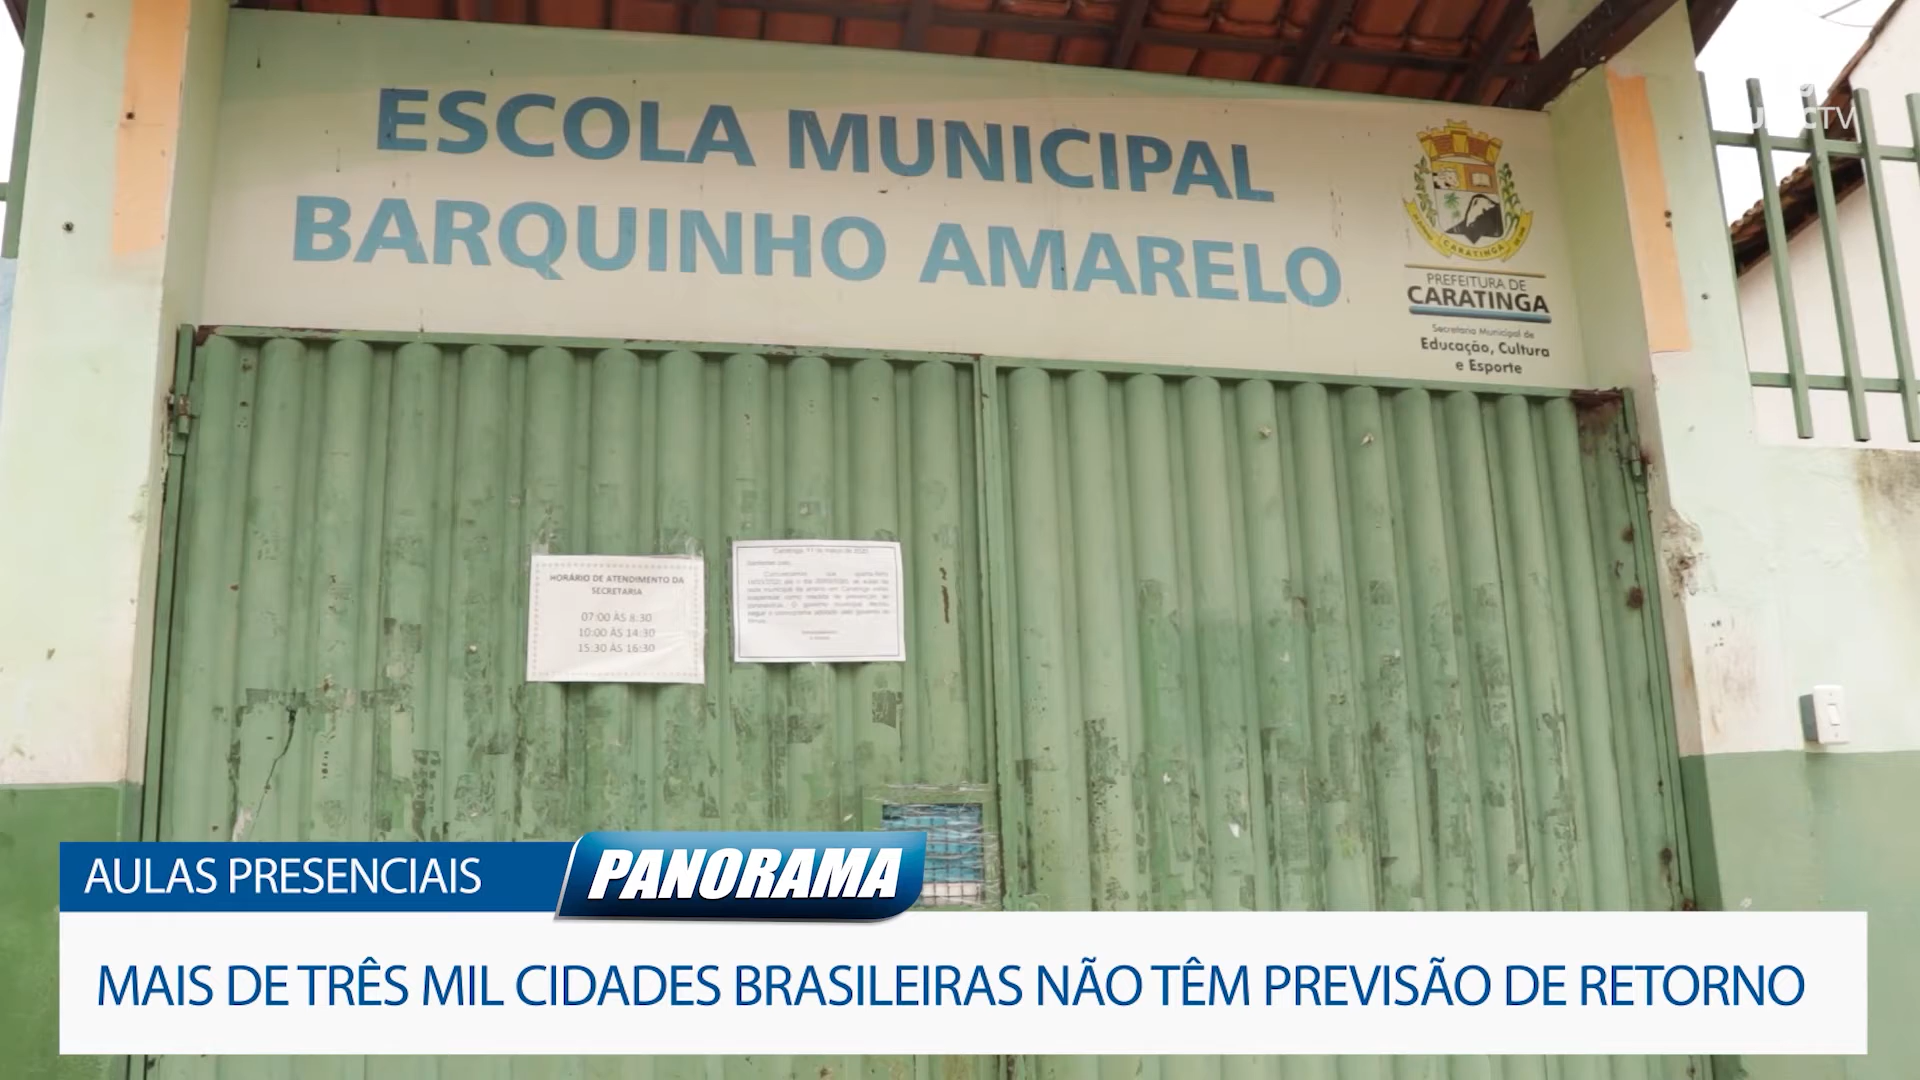 ESCOLA MUNICIPAL
BARQUINHO AMARELO
CARATINGA
PREFEITURA DE
CARATINGA
Secretaria Municipal de
Educação, Cultura
e Esporte
TV
HORÁRIO DE ATENDIMENTO DA
SECRETARIA
07:00 ÀS 8:30
10:00 ÀS 14:30
15:30 ÀS 16:30
AULAS PRESENCIAIS
PANORAMA
MAIS DE TRÊS MIL CIDADES BRASILEIRAS NÃO TÊM PREVISÃO DE RETORNO